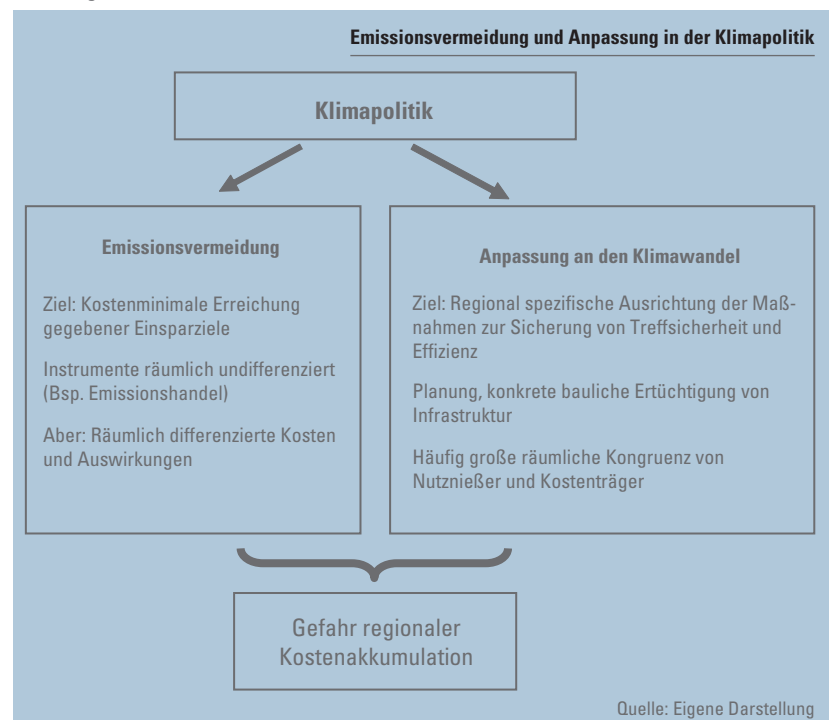 Emissionsvermeidung und Anpassung in der Klimapolitik
Klimapolitik
Emissionsvermeidung
Ziel: Kostenminimale Erreichung
gegebener Einsparziele
Instrumente räumlich undifferenziert
(Bsp. Emissionshandel)
Aber: Räumlich differenzierte Kosten
und Auswirkungen
Anpassung an den Klimawandel
Ziel: Regional spezifische Ausrichtung der Maß-
nahmen zur Sicherung von Treffsicherheit und
Effizienz
Planung, konkrete bauliche Ertüchtigung von
Infrastruktur
Häufig große räumliche Kongruenz von
Nutznießer und Kostenträger
Gefahr regionaler
Kostenakkumulation
Quelle: Eigene Darstellung